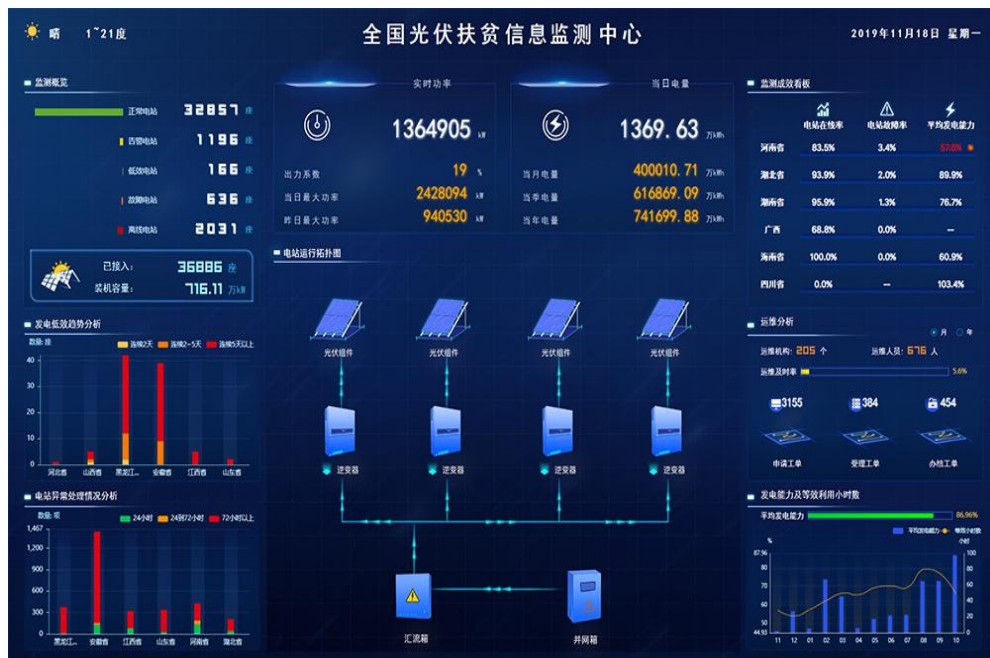 晴 1~21度
全国光伏扶贫信息监测中心
2019年11月18日 星期一
监测概览
正常电站 32857 座
告警电站 1196 座
低效电站 166 座
故障电站 636 座
离线电站 2031 座
已接入: 36886 座
装机容量: 716.11 万kW
实时功率
1364905 kW
出力系数 19 %
当日最大功率 2428094 kW
昨日最大功率 940530 kW
当日电量
1369.63 万kWh
当月电量 400010.71 万kWh
当季电量 616869.09 万kWh
当年电量 741699.88 万kWh
监测成效看板
电站在线率 电站故障率 平均发电能力
河南省 83.5% 3.4% 57.6%
湖北省 93.9% 2.0% 89.9%
湖南省 95.9% 1.3% 76.7%
广西 68.8% 0.0% —
海南省 100.0% 0.0% 60.9%
四川省 0.0% — 103.4%
发电低效趋势分析
数量: 座
连续2天 连续2~5天 连续5天以上
40
30
20
10
0
河北省 山西省 黑龙江... 安徽省 江西省 山东省
电站异常处理情况分析
数量: 项
24小时 24到72小时 72小时以上
1,467
1,200
900
600
300
0
黑龙江... 安徽省 江西省 山东省 河南省 湖北省
电站运行拓扑图
光伏组件 光伏组件 光伏组件 光伏组件
逆变器 逆变器 逆变器 逆变器
汇流箱 并网箱
运维分析
月 年
运维机构: 205 个 运维人员: 676 人
运维及时率 5.6%
3155 384 454
申请工单 受理工单 办结工单
发电能力及等效利用小时数
平均发电能力 86.96%
平均发电能力 等效小时数
% 小时
87.96 100
80 80
70 60
60 40
50 20
44.93 0
11 12 01 02 03 04 05 06 07 08 09 10